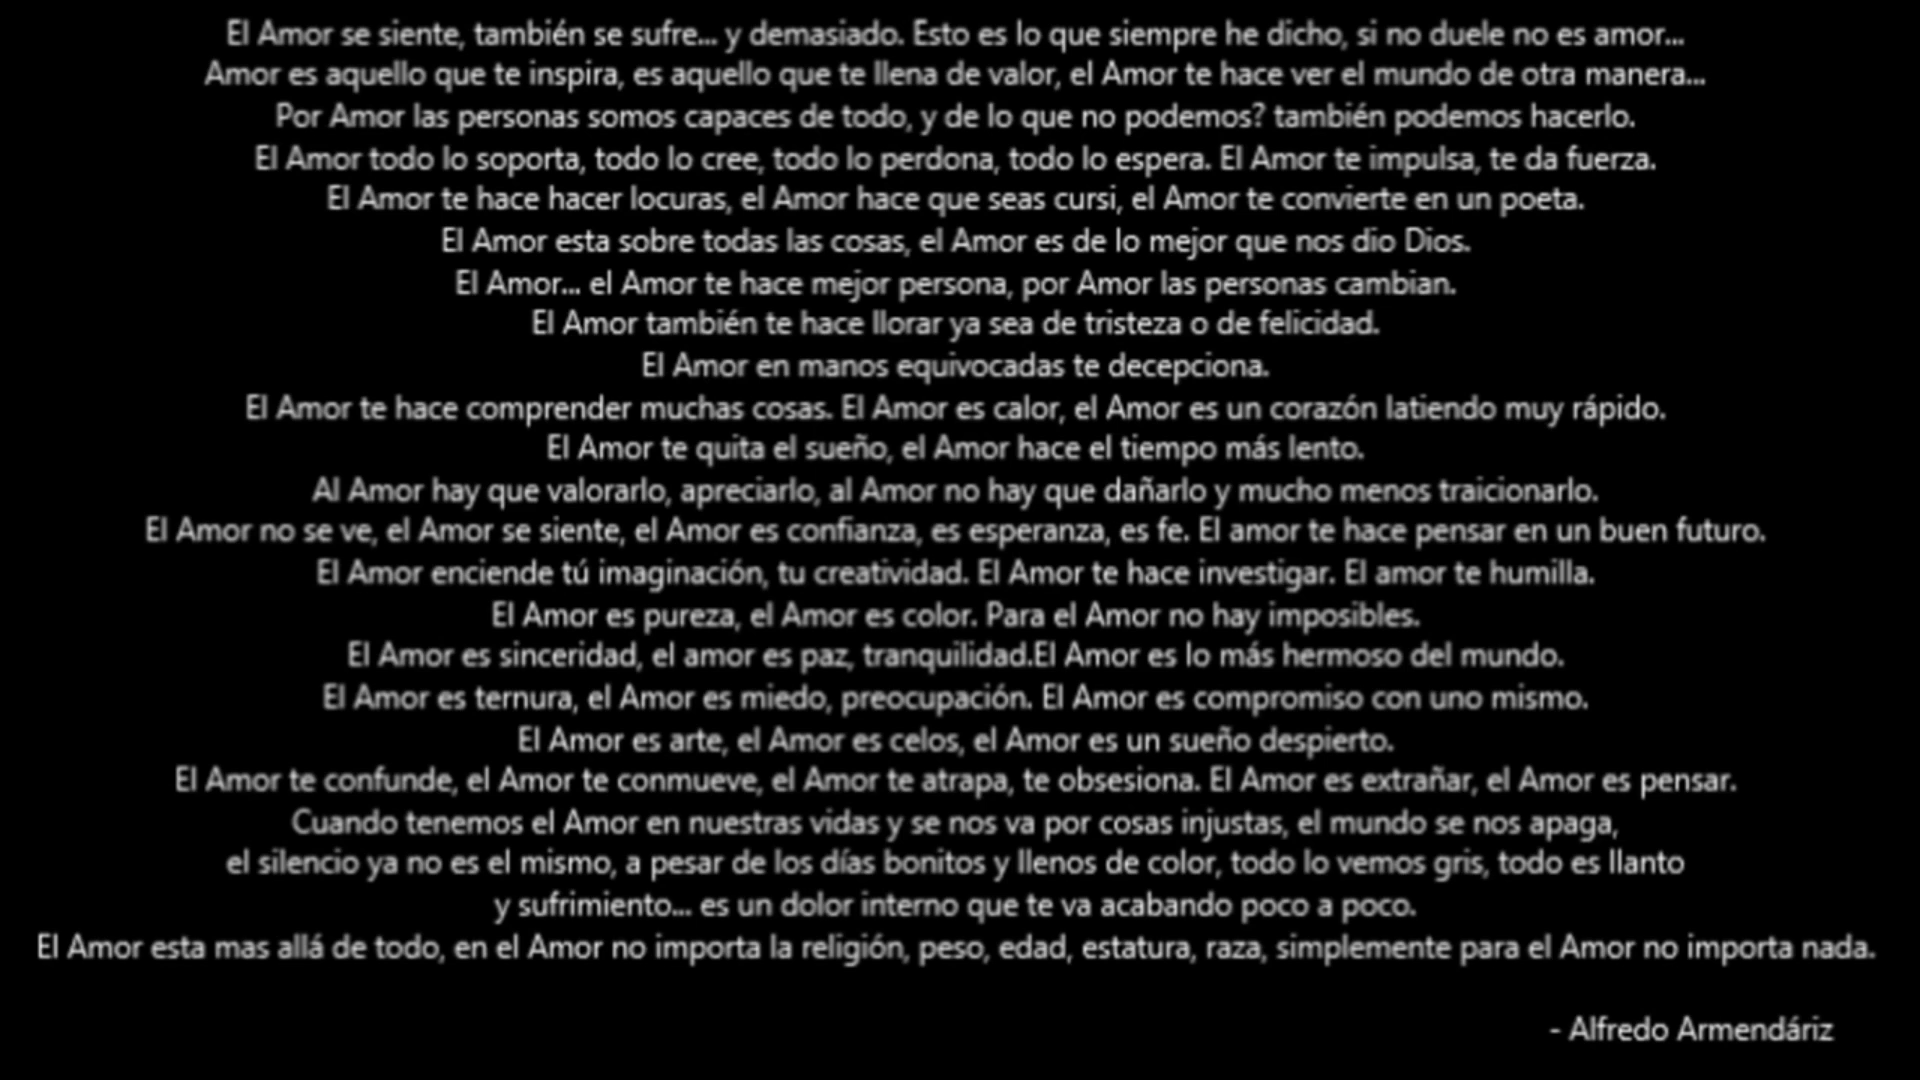 El Amor se siente, también se sufre... y demasiado. Esto es lo que siempre he dicho, si no duele no es amor...
Amor es aquello que te inspira, es aquello que te llena de valor, el Amor te hace ver el mundo de otra manera...
Por Amor las personas somos capaces de todo, y de lo que no podemos? también podemos hacerlo.
El Amor todo lo soporta, todo lo cree, todo lo perdona, todo lo espera. El Amor te impulsa, te da fuerza.
El Amor te hace hacer locuras, el Amor hace que seas cursi, el Amor te convierte en un poeta.
El Amor esta sobre todas las cosas, el Amor es de lo mejor que nos dio Dios.
El Amor... el Amor te hace mejor persona, por Amor las personas cambian.
El Amor también te hace llorar ya sea de tristeza o de felicidad.
El Amor en manos equivocadas te decepciona.
El Amor te hace comprender muchas cosas. El Amor es calor, el Amor es un corazón latiendo muy rápido.
El Amor te quita el sueño, el Amor hace el tiempo más lento.
Al Amor hay que valorarlo, apreciarlo, al Amor no hay que dañarlo y mucho menos traicionarlo.
El Amor no se ve, el Amor se siente, el Amor es confianza, es esperanza, es fe. El amor te hace pensar en un buen futuro.
El Amor enciende tú imaginación, tu creatividad. El Amor te hace investigar. El amor te humilla.
El Amor es pureza, el Amor es color. Para el Amor no hay imposibles.
El Amor es sinceridad, el amor es paz, tranquilidad.El Amor es lo más hermoso del mundo.
El Amor es ternura, el Amor es miedo, preocupación. El Amor es compromiso con uno mismo.
El Amor es arte, el Amor es celos, el Amor es un sueño despierto.
El Amor te confunde, el Amor te conmueve, el Amor te atrapa, te obsesiona. El Amor es extrañar, el Amor es pensar.
Cuando tenemos el Amor en nuestras vidas y se nos va por cosas injustas, el mundo se nos apaga,
el silencio ya no es el mismo, a pesar de los días bonitos y llenos de color, todo lo vemos gris, todo es llanto
y sufrimiento... es un dolor interno que te va acabando poco a poco.
El Amor esta mas allá de todo, en el Amor no importa la religión, peso, edad, estatura, raza, simplemente para el Amor no importa nada.
- Alfredo Armendáriz